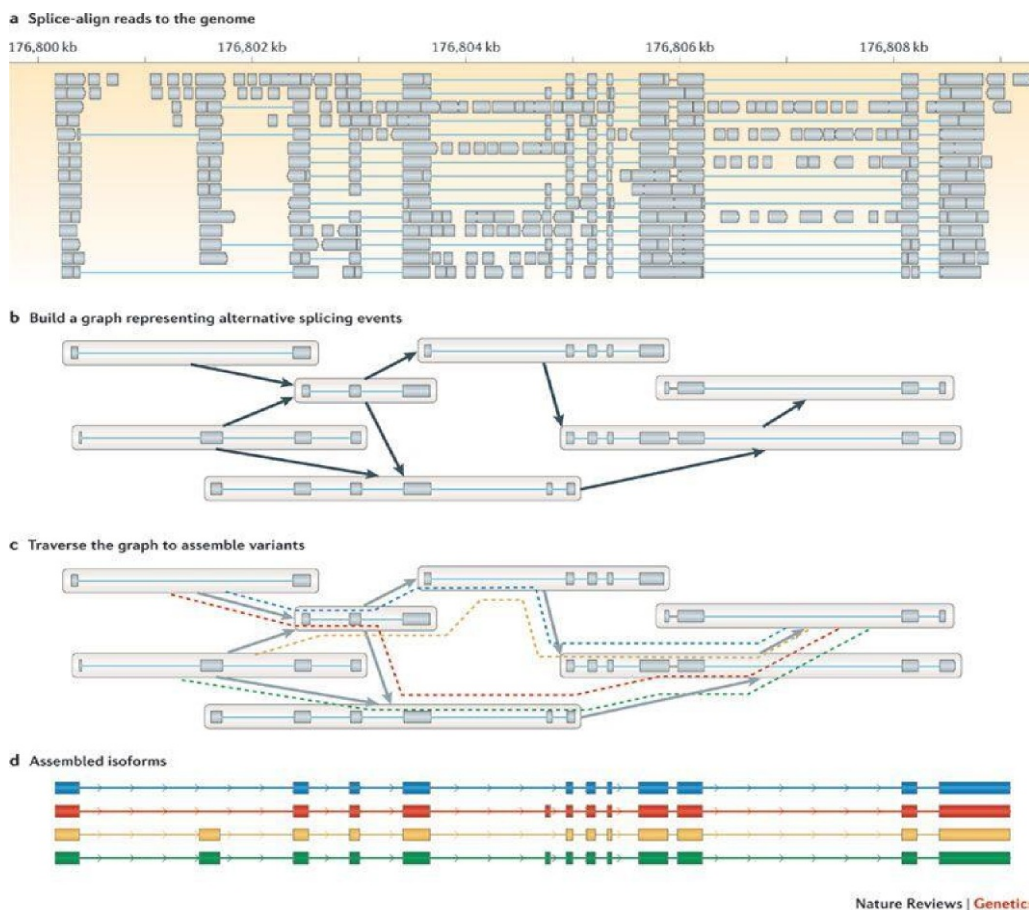 a Splice-align reads to the genome
176,800 kb 176,802 kb 176,804 kb 176,806 kb 176,808 kb
b Build a graph representing alternative splicing events
c Traverse the graph to assemble variants
d Assembled isoforms
Nature Reviews | Genetics